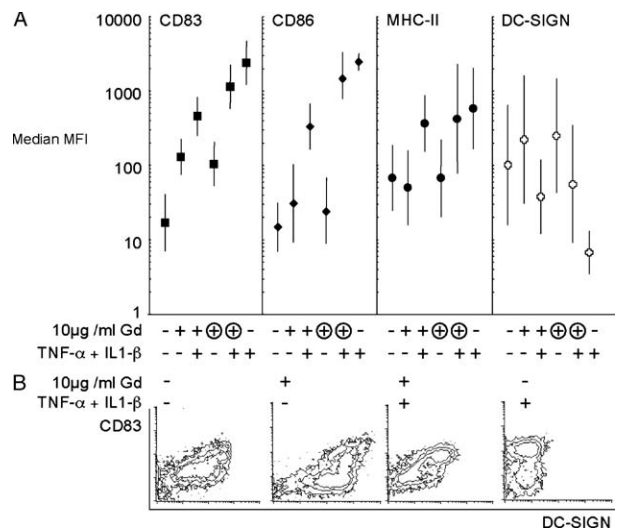 A
CD83 CD86 MHC-II DC-SIGN
10000
1000
Median MFI
100
10
1
10µg /ml Gd - + + ⊕ ⊕ - - + + ⊕ ⊕ - - + + ⊕ ⊕ - - + + ⊕ ⊕ -
TNF-α + IL1-β - - + - + + - - + - + + - - + - + + - - + - + +
B
10µg /ml Gd - + + -
TNF-α + IL1-β - - + +
CD83
DC-SIGN